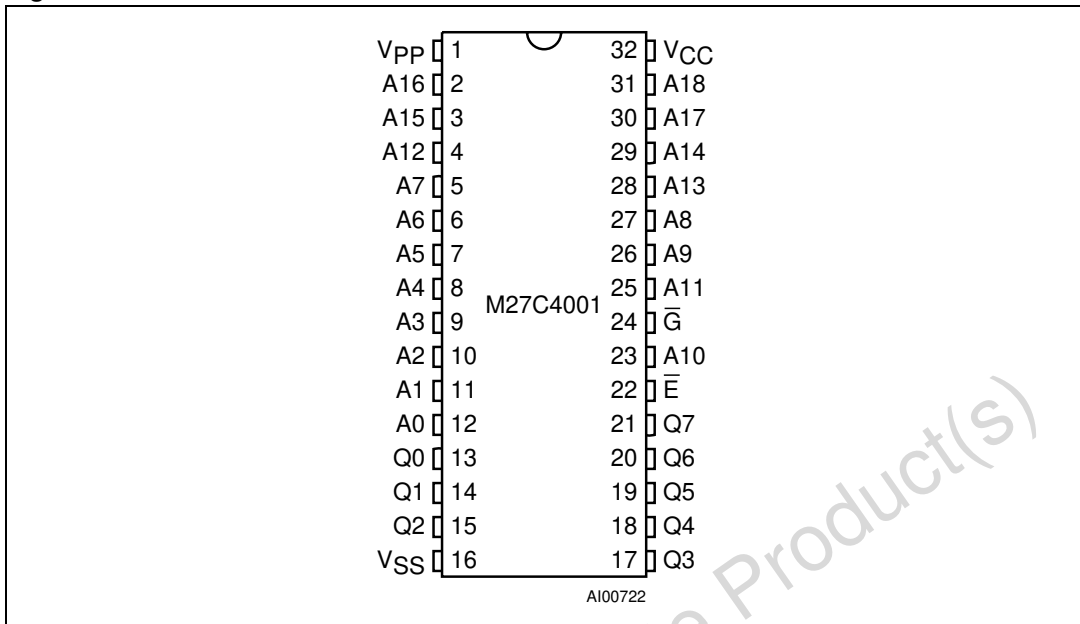 VPP 1 32 VCC
A16 2 31 A18
A15 3 30 A17
A12 4 29 A14
A7 5 28 A13
A6 6 27 A8
A5 7 26 A9
A4 8 25 A11
M27C4001
A3 9 24 G̅
A2 10 23 A10
A1 11 22 E̅
A0 12 21 Q7
Q0 13 20 Q6
Q1 14 19 Q5
Q2 15 18 Q4
VSS 16 17 Q3
AI00722
Product(s)